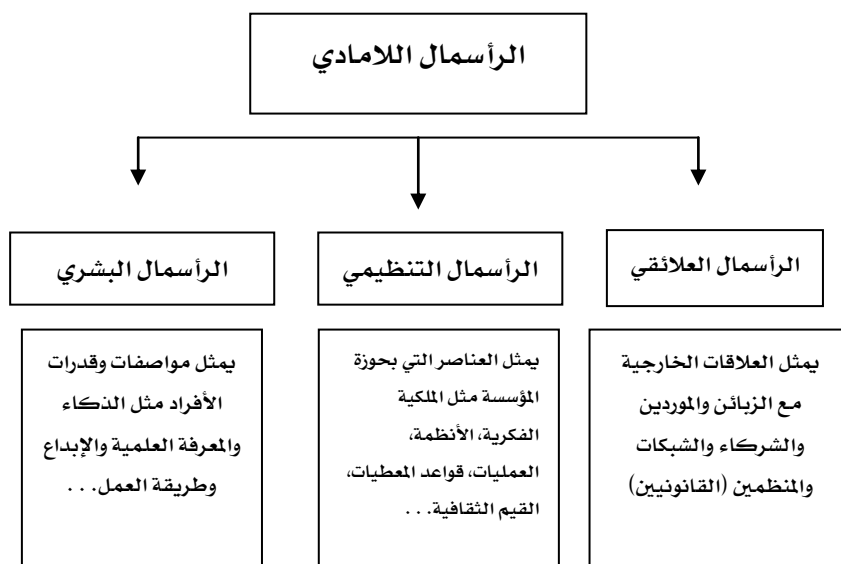 الرأسمال اللامادي
الرأسمال العلائقي
الرأسمال التنظيمي
الرأسمال البشري
يمثل العلاقات الخارجية
مع الزبائن والموردين
والشركاء والشبكات
والمنظمين (القانونيين)
يمثل العناصر التي بحوزة
المؤسسة مثل الملكية
الفكرية، الأنظمة،
العمليات، قواعد المعطيات،
القيم الثقافية. . .
يمثل مواصفات وقدرات
الأفراد مثل الذكاء
والمعرفة العلمية والإبداع
وطريقة العمل. . .